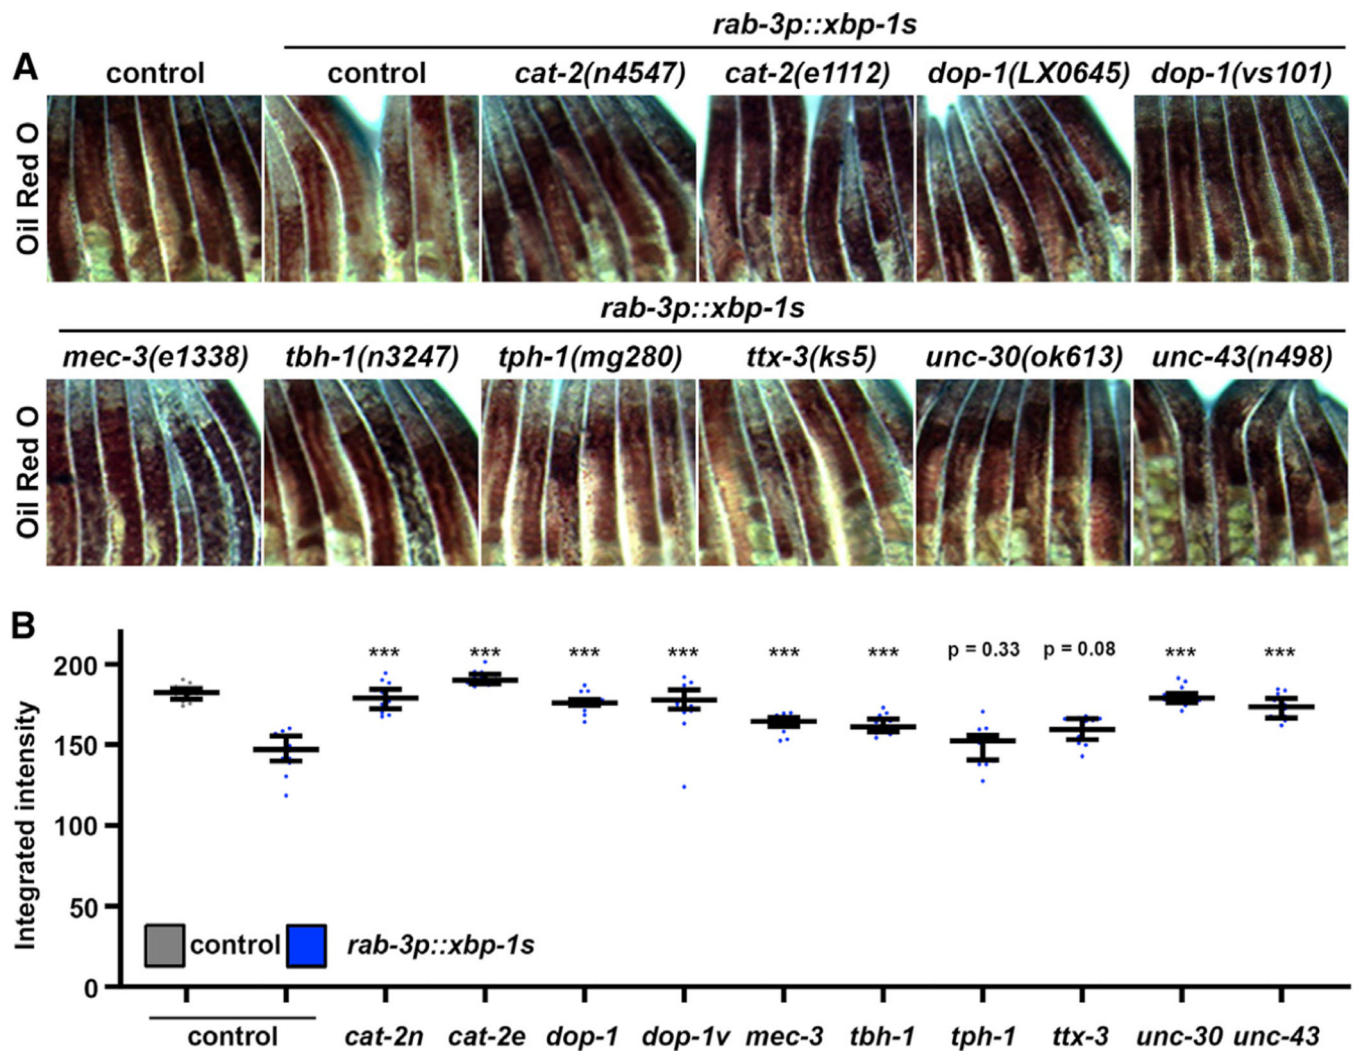 rab-3p::xbp-1s
A
control control cat-2(n4547) cat-2(e1112) dop-1(LX0645) dop-1(vs101)
Oil Red O
rab-3p::xbp-1s
mec-3(e1338) tbh-1(n3247) tph-1(mg280) ttx-3(ks5) unc-30(ok613) unc-43(n498)
Oil Red O
B
Integrated intensity
200
150
100
50
0
*** *** *** *** *** *** p = 0.33 p = 0.08 *** ***
control rab-3p::xbp-1s
control cat-2n cat-2e dop-1 dop-1v mec-3 tbh-1 tph-1 ttx-3 unc-30 unc-43